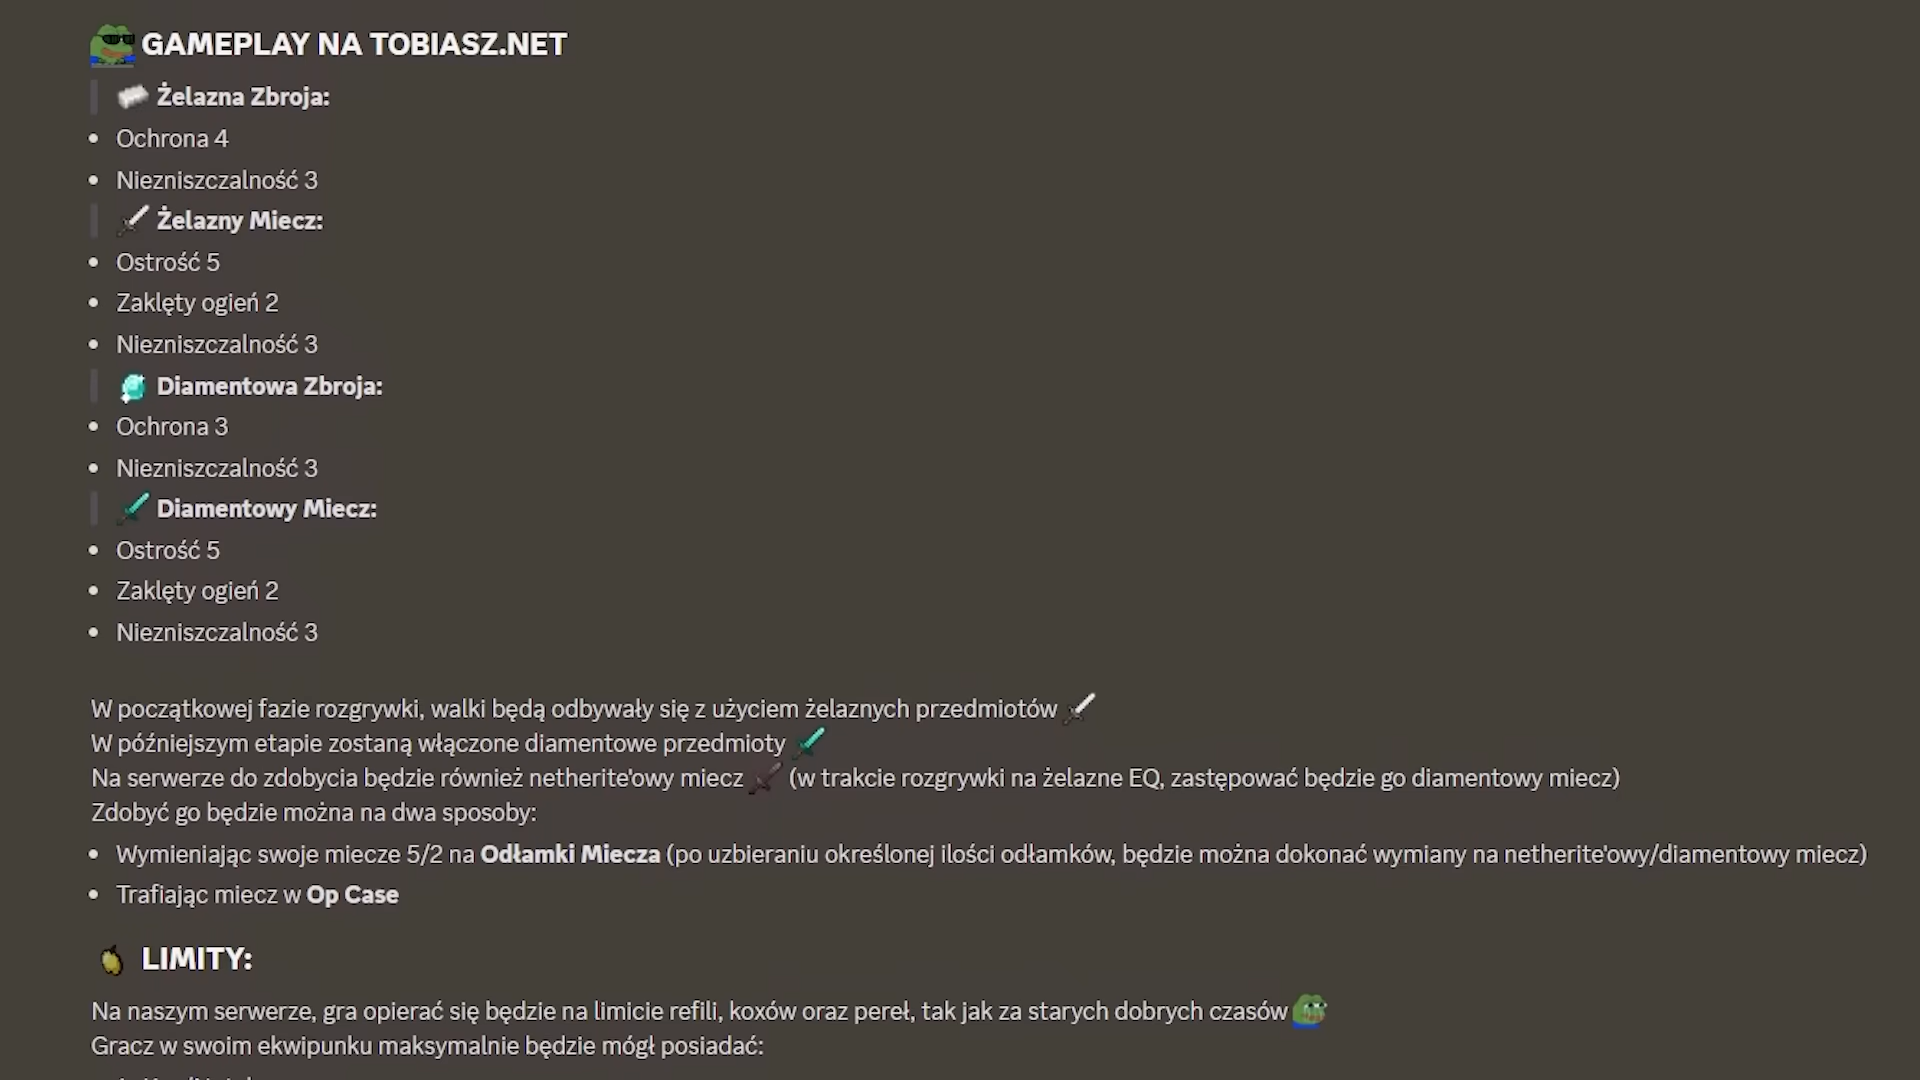 GAMEPLAY NA TOBIASZ.NET
Żelazna Zbroja:
• Ochrona 4
• Niezniszczalność 3
Żelazny Miecz:
• Ostrość 5
• Zaklęty ogień 2
• Niezniszczalność 3
Diamentowa Zbroja:
• Ochrona 3
• Niezniszczalność 3
Diamentowy Miecz:
• Ostrość 5
• Zaklęty ogień 2
• Niezniszczalność 3
W początkowej fazie rozgrywki, walki będą odbywały się z użyciem żelaznych przedmiotów
W późniejszym etapie zostaną włączone diamentowe przedmioty
Na serwerze do zdobycia będzie również netherite'owy miecz (w trakcie rozgrywki na żelazne EQ, zastępować będzie go diamentowy miecz)
Zdobyć go będzie można na dwa sposoby:
• Wymieniając swoje miecze 5/2 na Odłamki Miecza (po uzbieraniu określonej ilości odłamków, będzie można dokonać wymiany na netherite'owy/diamentowy miecz)
• Trafiając miecz w Op Case
LIMITY:
Na naszym serwerze, gra opierać się będzie na limicie refili, koxów oraz pereł, tak jak za starych dobrych czasów
Gracz w swoim ekwipunku maksymalnie będzie mógł posiadać: